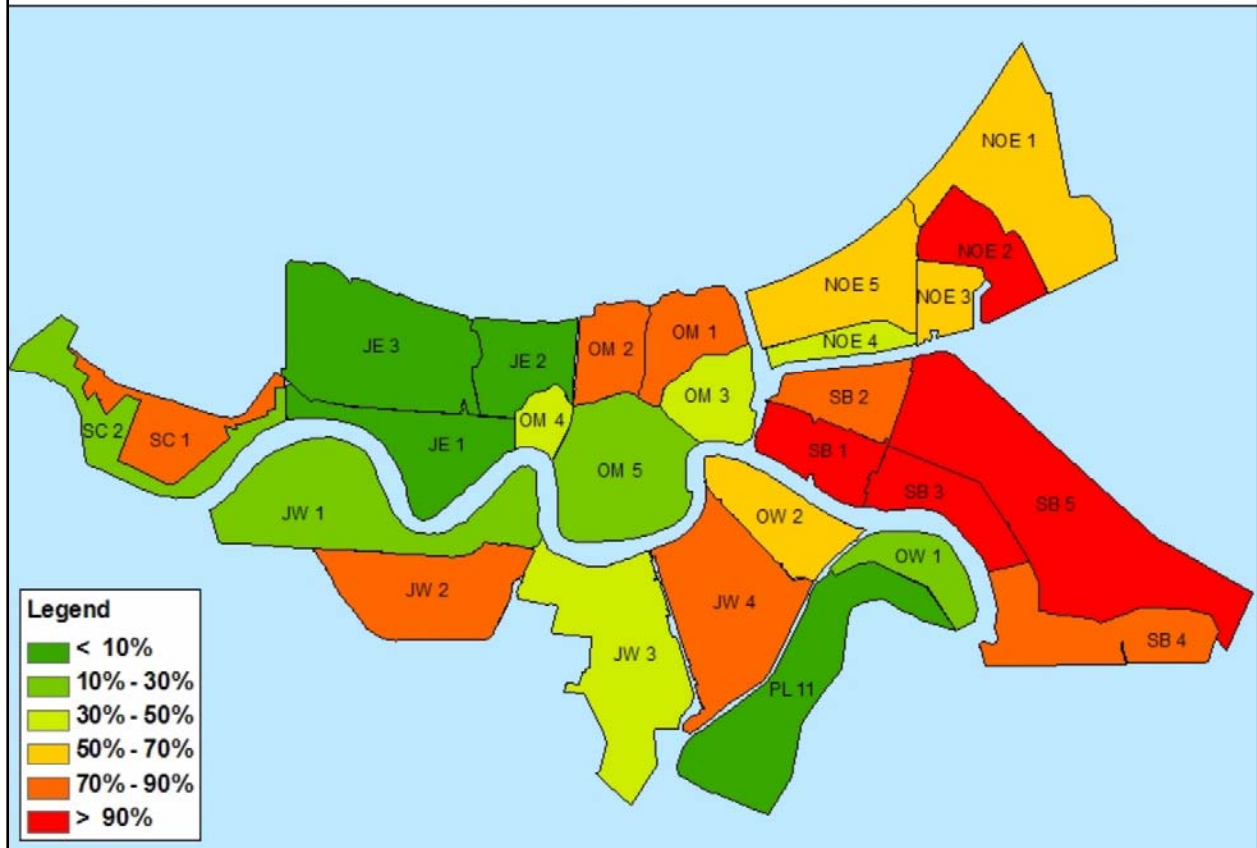 NOE 1
NOE 2
NOE 5
NOE 3
OM 1
NOE 4
JE 3
OM 2
JE 2
OM 3
SB 2
OM 4
SC 2
SC 1
JE 1
SB 1
OM 5
SB 3
SB 5
JW 1
OW 2
OW 1
JW 2
JW 4
SB 4
JW 3
PL 11
Legend
< 10%
10% - 30%
30% - 50%
50% - 70%
70% - 90%
> 90%